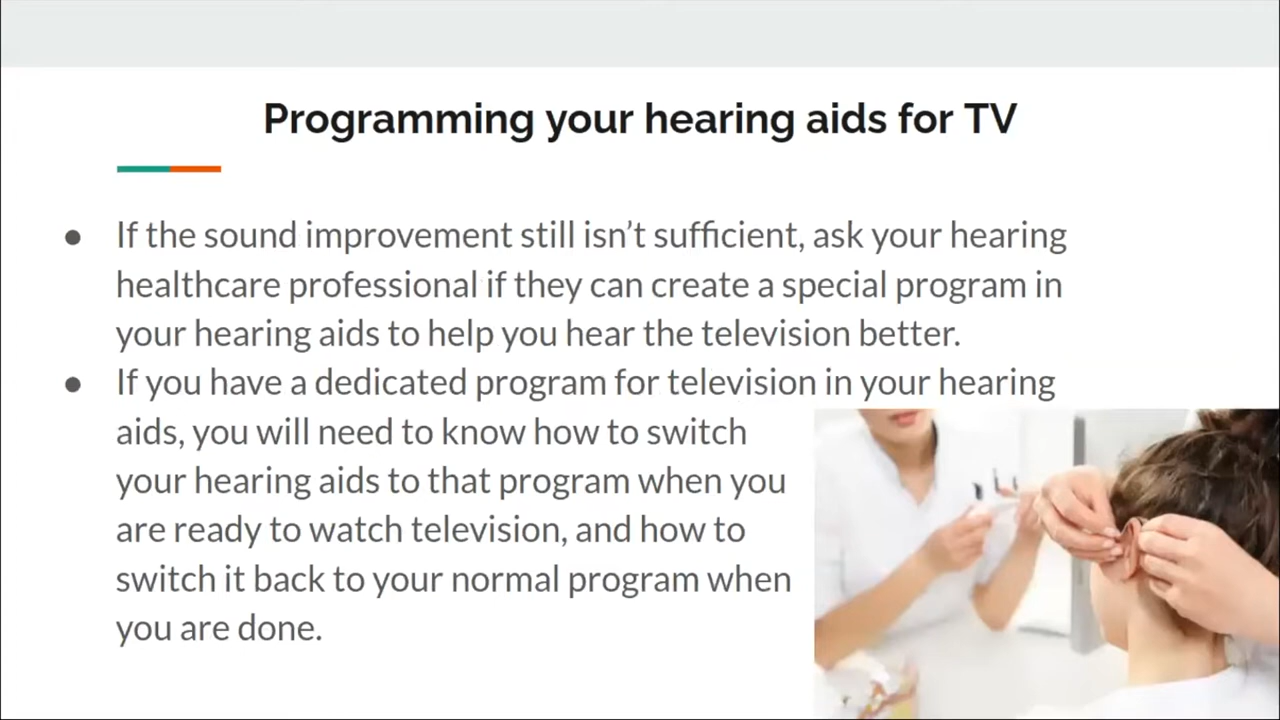 Programming your hearing aids for TV
● If the sound improvement still isn’t sufficient, ask your hearing
healthcare professional if they can create a special program in
your hearing aids to help you hear the television better.
● If you have a dedicated program for television in your hearing
aids, you will need to know how to switch
your hearing aids to that program when you
are ready to watch television, and how to
switch it back to your normal program when
you are done.